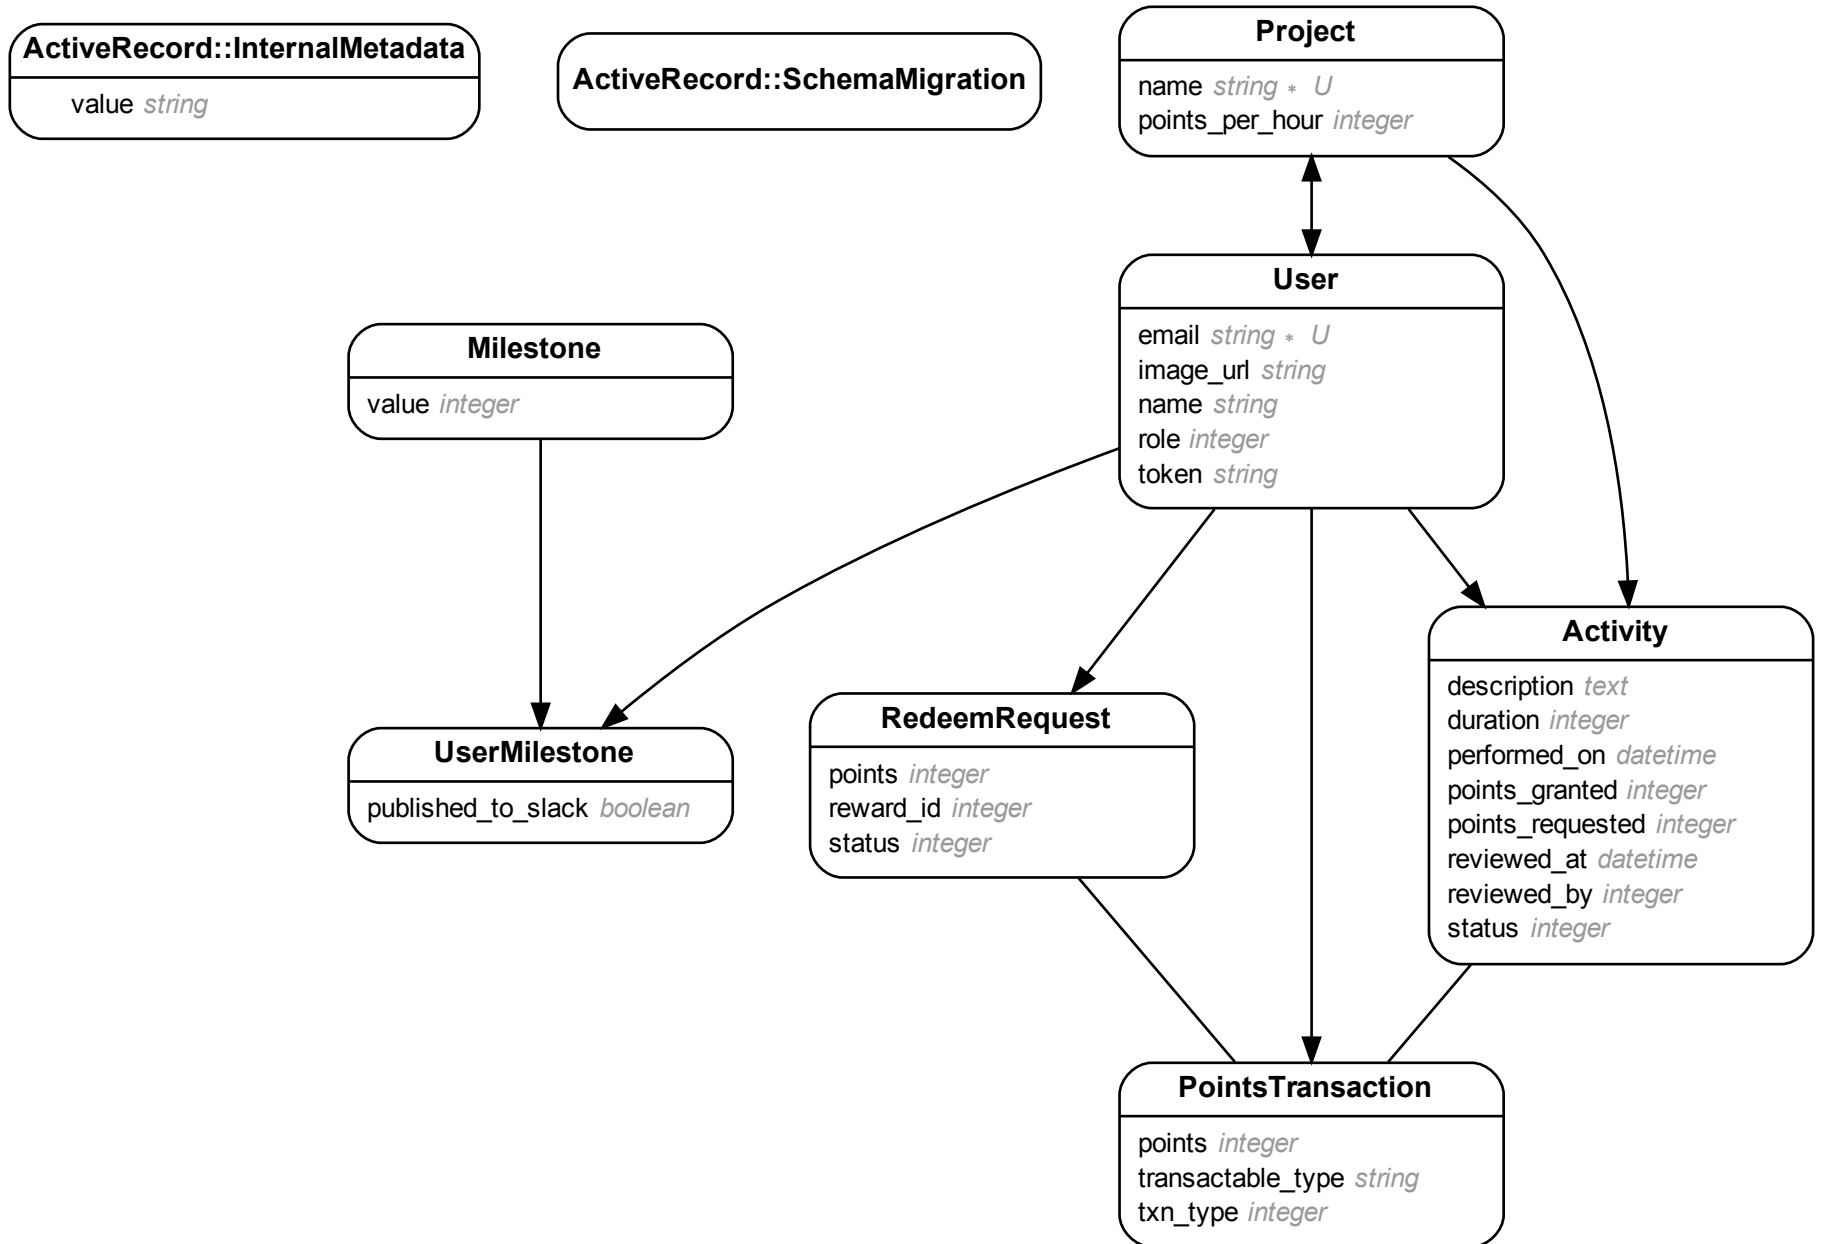 ActiveRecord::InternalMetadata
value string
ActiveRecord::SchemaMigration
Project
name string * U
points_per_hour integer
User
email string * U
image_url string
name string
role integer
token string
Milestone
value integer
UserMilestone
published_to_slack boolean
RedeemRequest
points integer
reward_id integer
status integer
Activity
description text
duration integer
performed_on datetime
points_granted integer
points_requested integer
reviewed_at datetime
reviewed_by integer
status integer
PointsTransaction
points integer
transactable_type string
txn_type integer